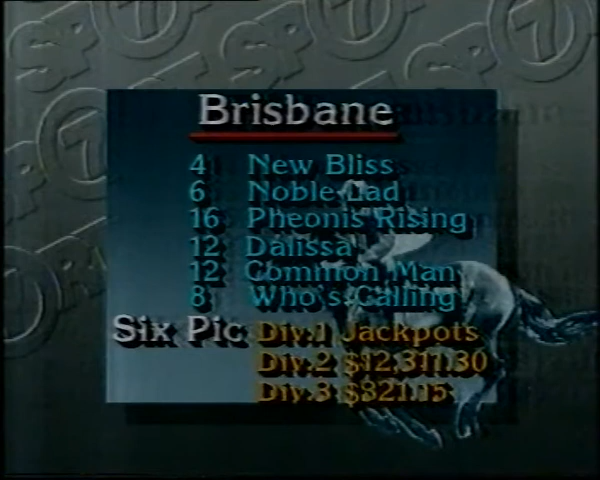 Brisbane
4 New Bliss
6 Noble Lad
16 Pheonis Rising
12 Dalissa
12 Common Man
8 Who's Calling
Six Pic Div:1 Jackpots
Div:2 $12,311.30
Div:3 $321.15